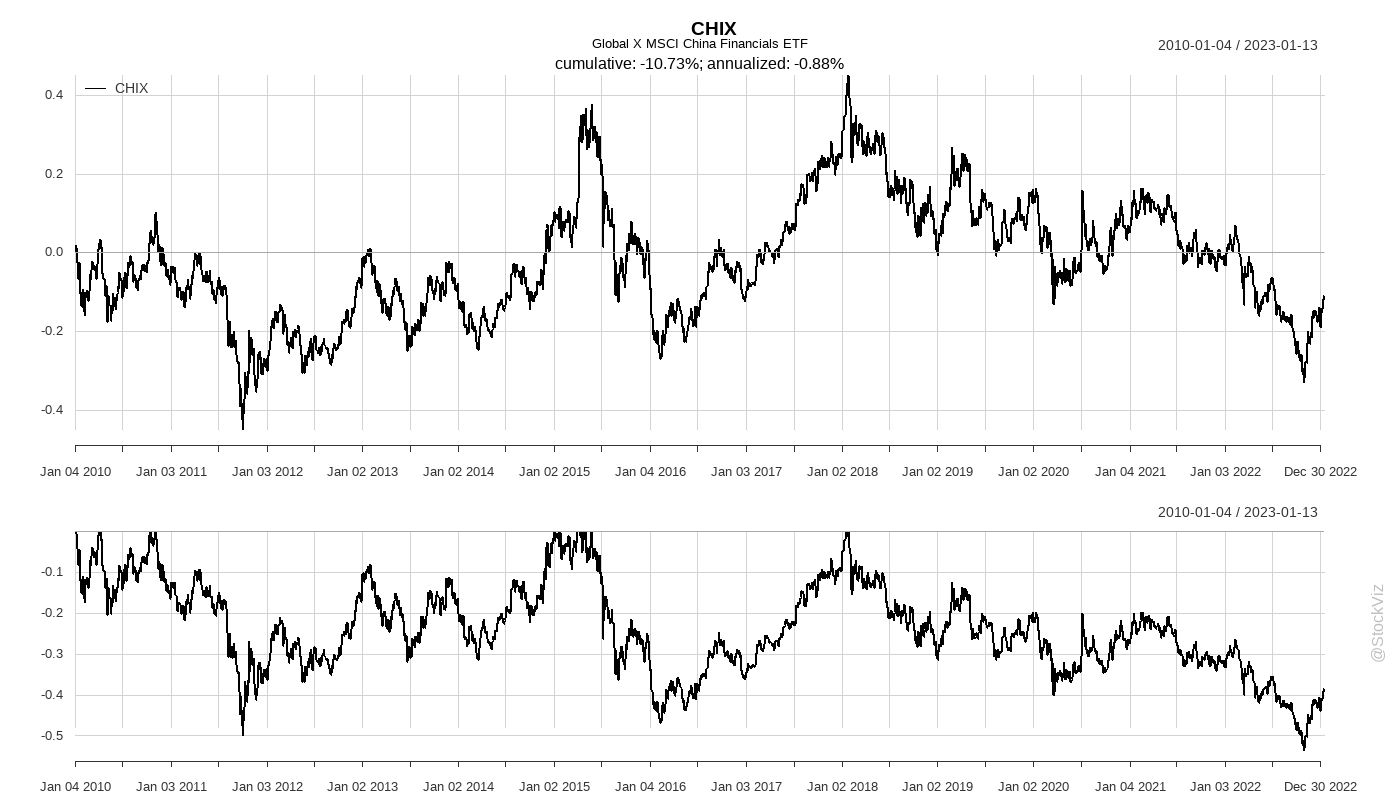 CHIX
Global X MSCI China Financials ETF
2010-01-04 / 2023-01-13
cumulative: -10.73%; annualized: -0.88%
CHIX
0.4
0.2
0.0
-0.2
-0.4
Jan 04 2010 Jan 03 2011 Jan 03 2012 Jan 02 2013 Jan 02 2014 Jan 02 2015 Jan 04 2016 Jan 03 2017 Jan 02 2018 Jan 02 2019 Jan 02 2020 Jan 04 2021 Jan 03 2022 Dec 30 2022
2010-01-04 / 2023-01-13
-0.1
-0.2
-0.3
-0.4
-0.5
Jan 04 2010 Jan 03 2011 Jan 03 2012 Jan 02 2013 Jan 02 2014 Jan 02 2015 Jan 04 2016 Jan 03 2017 Jan 02 2018 Jan 02 2019 Jan 02 2020 Jan 04 2021 Jan 03 2022 Dec 30 2022
@StockViz